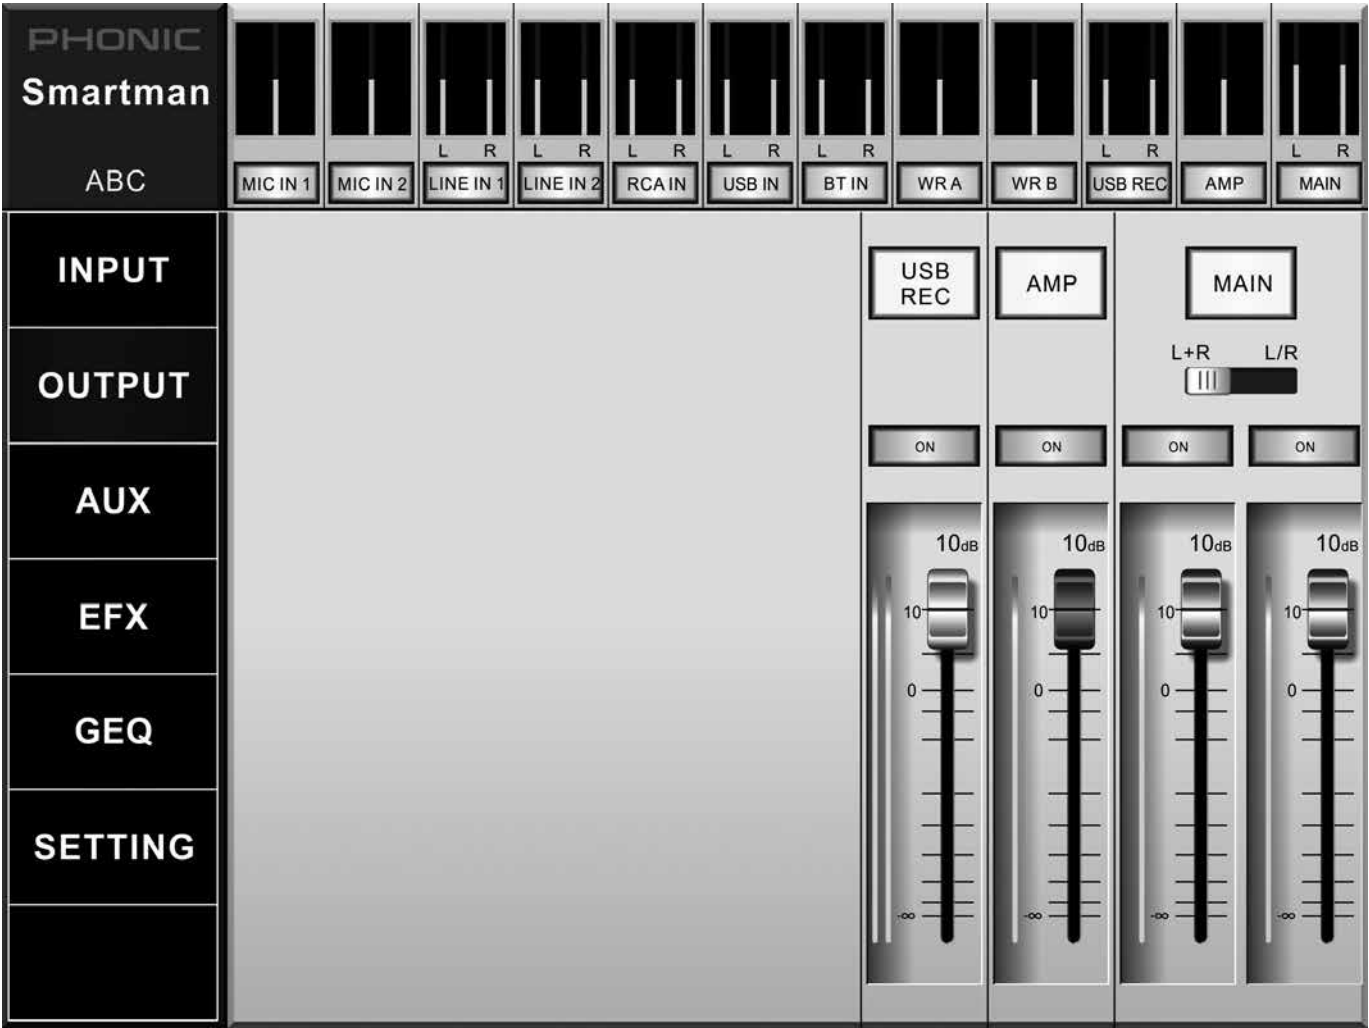 PHONIC
Smartman
ABC
L R L R L R L R L R L R L R
MIC IN 1 MIC IN 2 LINE IN 1 LINE IN 2 RCA IN USB IN BT IN WR A WR B USB REC AMP MAIN
INPUT
OUTPUT
AUX
EFX
GEQ
SETTING
USB
REC
AMP
MAIN
L+R L/R
ON ON ON ON
10dB 10dB 10dB 10dB
10 10 10 10
0 0 0 0
-∞ -∞ -∞ -∞